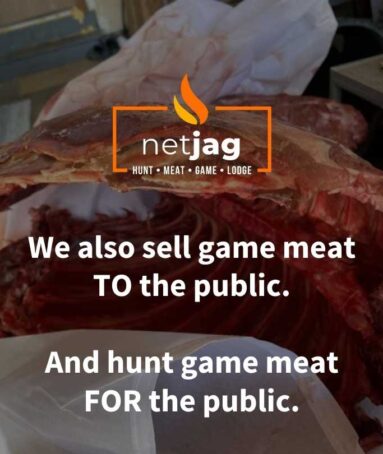 netjag
HUNT • MEAT • GAME • LODGE
We also sell game meat
TO the public.
And hunt game meat
FOR the public.